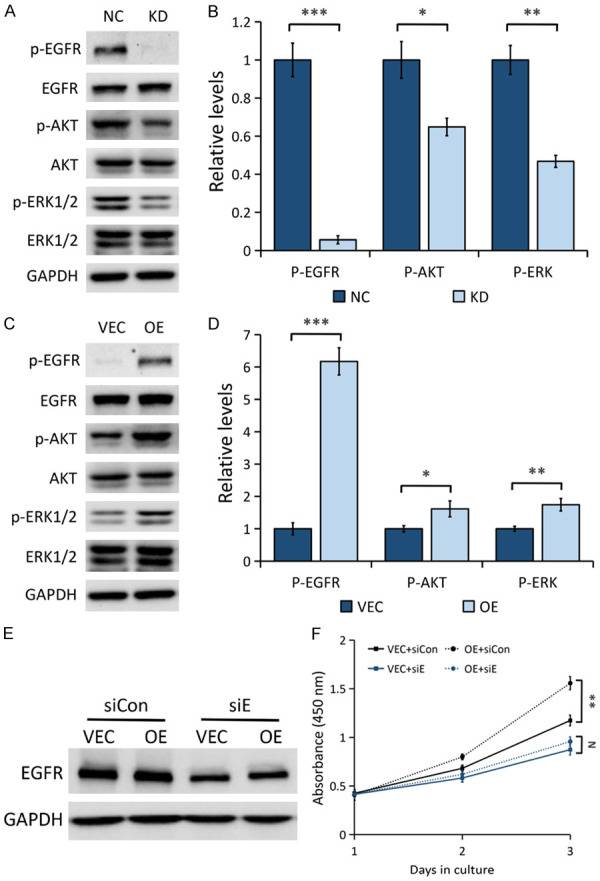 A
NC KD
p-EGFR
EGFR
p-AKT
AKT
p-ERK1/2
ERK1/2
GAPDH
B
Relative levels
1.2
1
0.8
0.6
0.4
0.2
0
***
*
**
P-EGFR P-AKT P-ERK
NC KD
C
VEC OE
p-EGFR
EGFR
p-AKT
AKT
p-ERK1/2
ERK1/2
GAPDH
D
Relative levels
7
6
5
4
3
2
1
0
***
*
**
P-EGFR P-AKT P-ERK
VEC OE
E
siCon siE
VEC OE VEC OE
EGFR
GAPDH
F
Absorbance (450 nm)
2
1.5
1
0.5
0
VEC+siCon OE+siCon
VEC+siE OE+siE
**
N
1 2 3
Days in culture